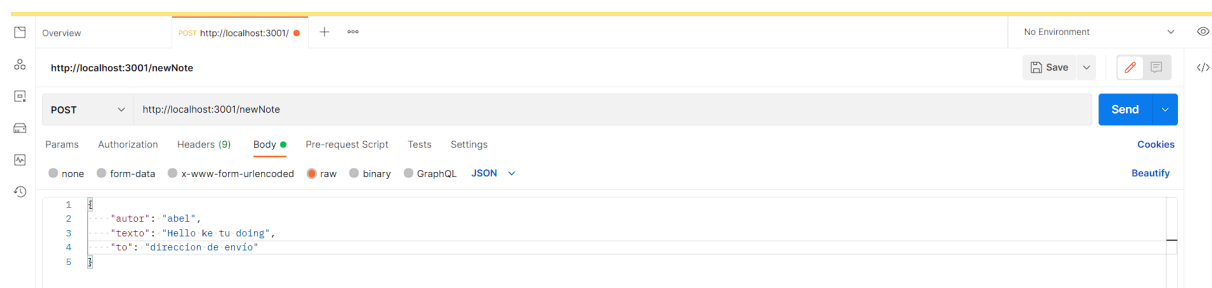 Overview
POST http://localhost:3001/
No Environment
http://localhost:3001/newNote
Save
POST http://localhost:3001/newNote Send
Params Authorization Headers (9) Body Pre-request Script Tests Settings Cookies
none form-data x-www-form-urlencoded raw binary GraphQL JSON Beautify
1 {
2 "autor": "abel",
3 "texto": "Hello ke tu doing",
4 "to": "direccion de envío"
5 }